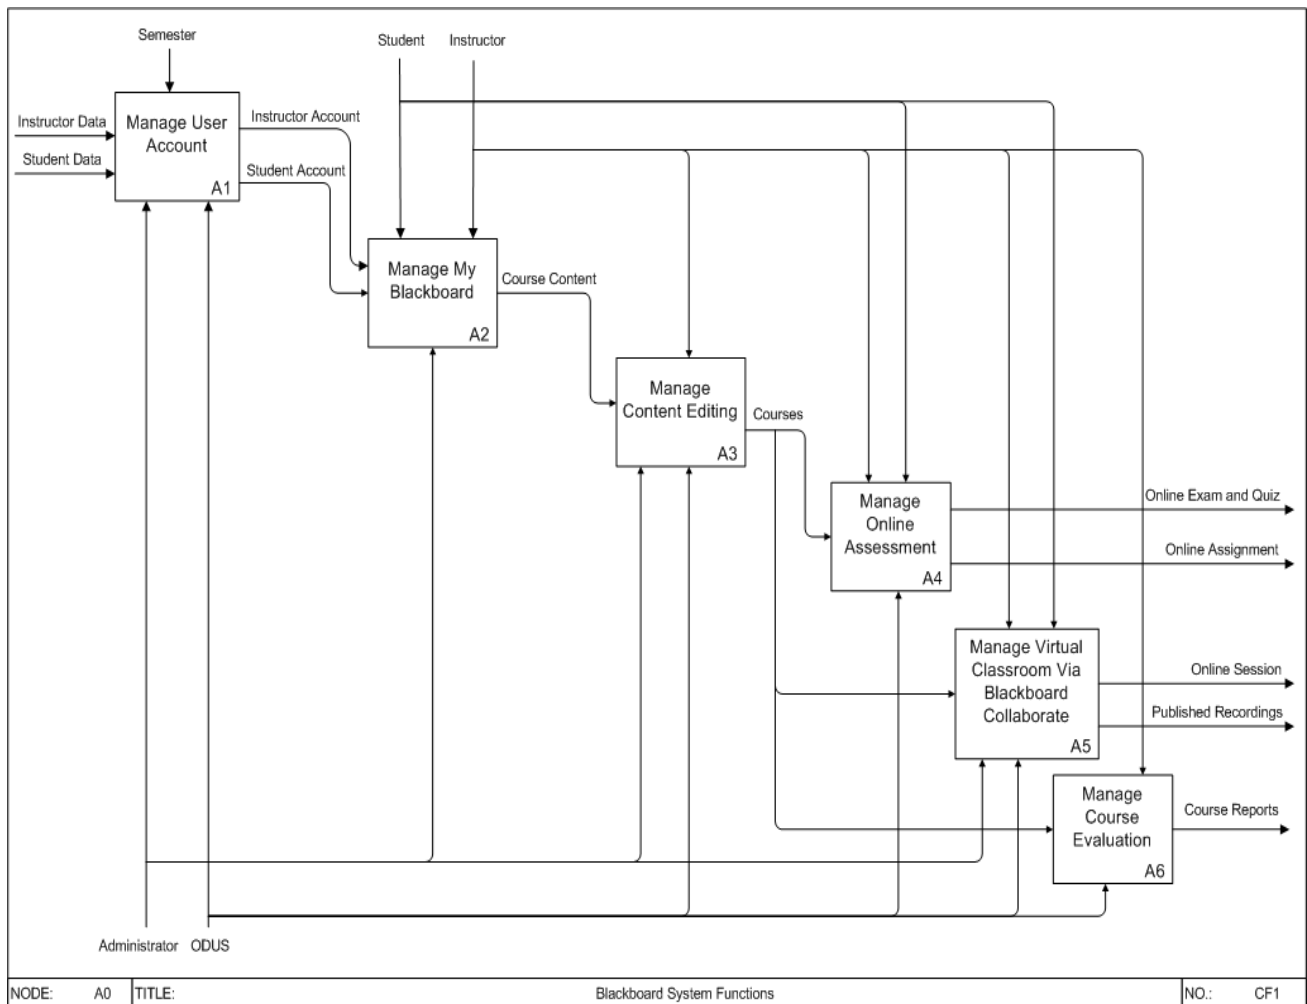 Semester
Student
Instructor
Instructor Data
Student Data
Manage User
Account
A1
Instructor Account
Student Account
Manage My
Blackboard
A2
Course Content
Manage
Content Editing
A3
Courses
Manage
Online
Assessment
A4
Online Exam and Quiz
Online Assignment
Manage Virtual
Classroom Via
Blackboard
Collaborate
A5
Online Session
Published Recordings
Manage
Course
Evaluation
A6
Course Reports
Administrator
ODUS
NODE: A0
TITLE: Blackboard System Functions
NO.: CF1